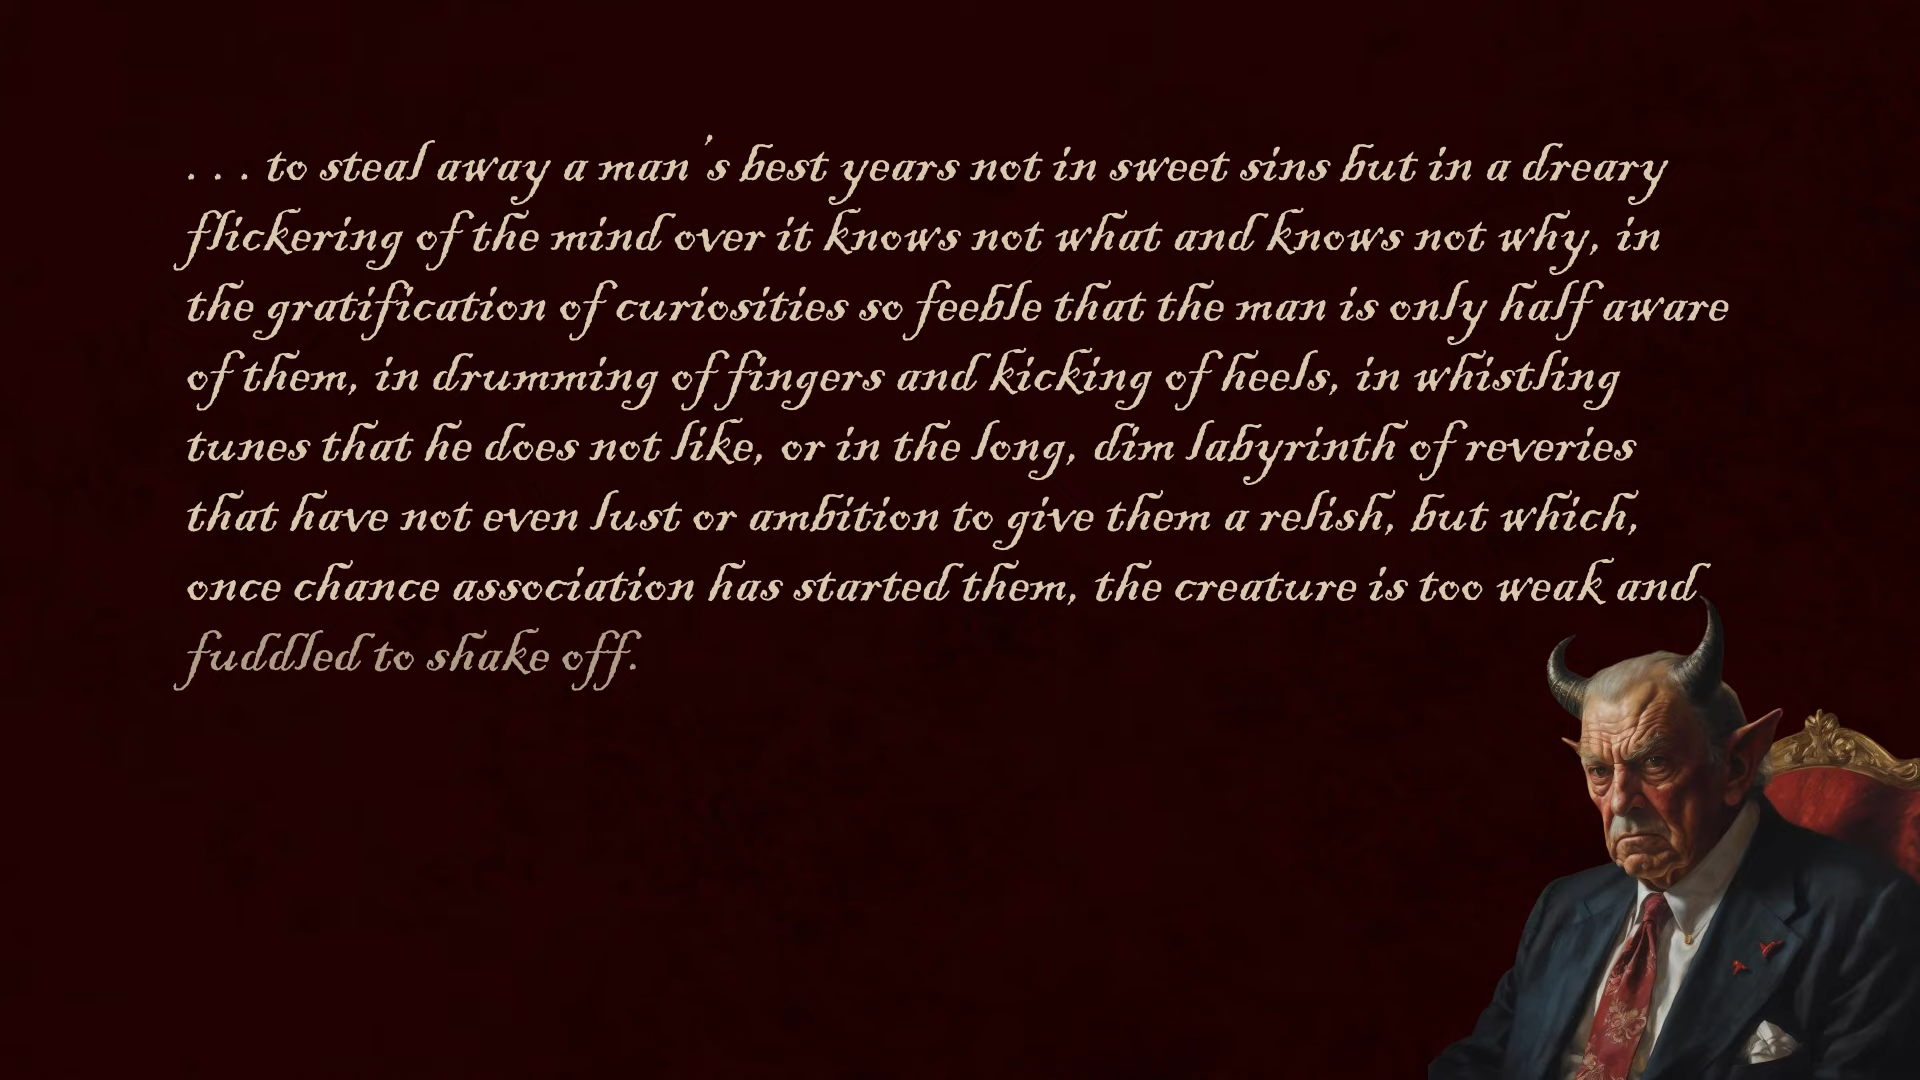 . . . to steal away a man's best years not in sweet sins but in a dreary
flickering of the mind over it knows not what and knows not why, in
the gratification of curiosities so feeble that the man is only half aware
of them, in drumming of fingers and kicking of heels, in whistling
tunes that he does not like, or in the long, dim labyrinth of reveries
that have not even lust or ambition to give them a relish, but which,
once chance association has started them, the creature is too weak and
fuddled to shake off.